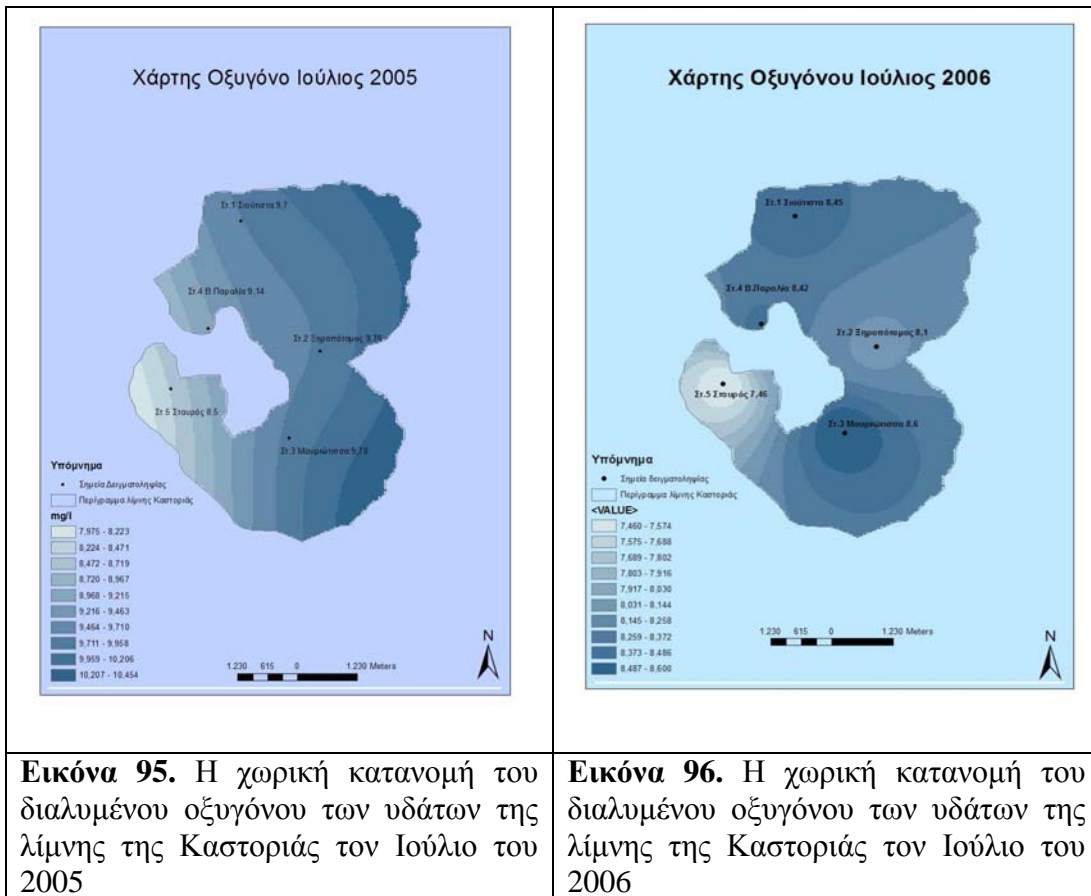 Χάρτης Οξυγόνο Ιούλιος 2005
Στ.1 Σιούπιστα 9,7
Στ.4 Β.Παραλία 9,14
Στ.2 Ξηροπόταμος
Στ.5 Σταυρός 8,5
Στ.3 Μαυριώτισσα 9,78
Υπόμνημα
Σημεία Δειγματοληψίας
Περίγραμμα λίμνης Καστοριάς
mg/l
7,975 - 8,223
8,224 - 8,471
8,472 - 8,719
8,720 - 8,967
8,968 - 9,215
9,216 - 9,463
9,464 - 9,710
9,711 - 9,958
9,959 - 10,206
10,207 - 10,454
1.230 615 0 1.230 Meters
N
Εικόνα 95. Η χωρική κατανομή του
διαλυμένου οξυγόνου των υδάτων της
λίμνης της Καστοριάς τον Ιούλιο του
2005
Χάρτης Οξυγόνου Ιούλιος 2006
Στ.1 Σιούπιστα 8,45
Στ.4 Β.Παραλία 8,42
Στ.2 Ξηροπόταμος 8,1
Στ.5 Σταυρός 7,46
Στ.3 Μαυριώτισσα 8,6
Υπόμνημα
Σημεία δειγματοληψίας
Περίγραμμα λίμνης Καστοριάς
<VALUE>
7,460 - 7,574
7,575 - 7,688
7,689 - 7,802
7,803 - 7,916
7,917 - 8,030
8,031 - 8,144
8,145 - 8,258
8,259 - 8,372
8,373 - 8,486
8,487 - 8,600
1.230 615 0 1.230 Meters
N
Εικόνα 96. Η χωρική κατανομή του
διαλυμένου οξυγόνου των υδάτων της
λίμνης της Καστοριάς τον Ιούλιο του
2006